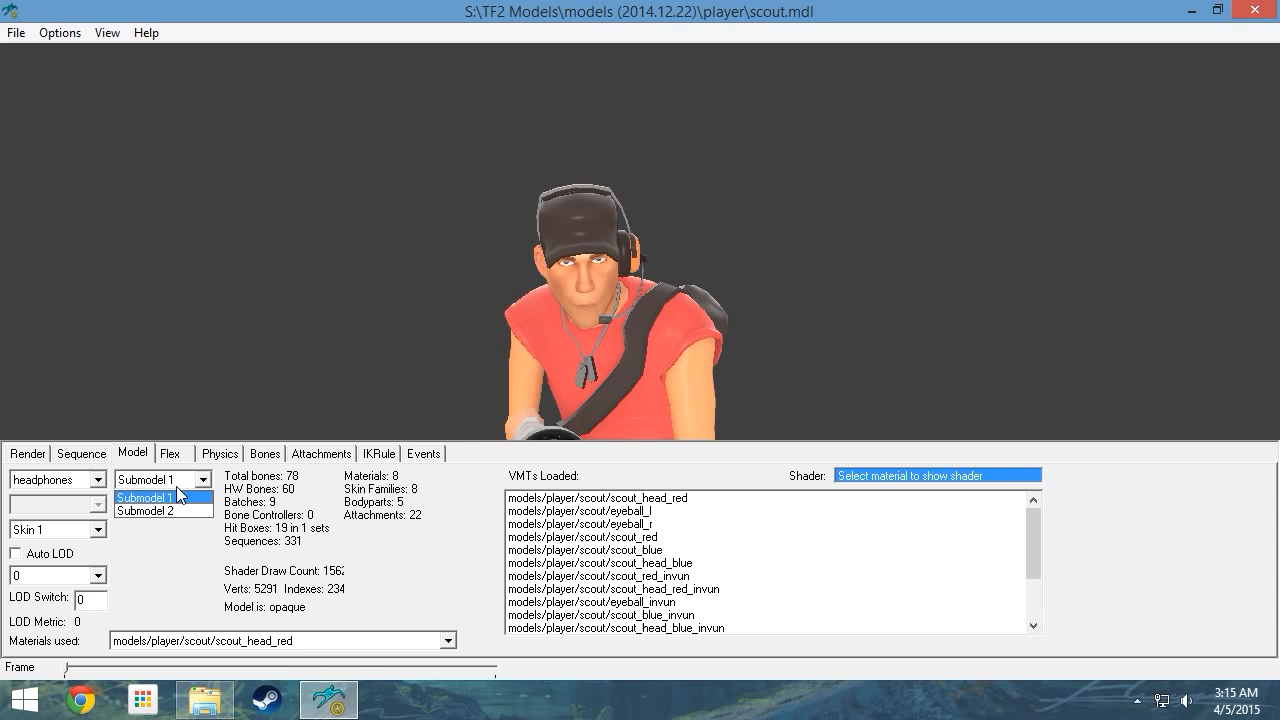 S:\TF2 Models\models (2014.12.22)\player\scout.mdl
File Options View Help
Render Sequence Model Flex Physics Bones Attachments IKRule Events
headphones
Submodel 1
Submodel 1
Submodel 2
Skin 1
Auto LOD
0
LOD Switch: 0
LOD Metric: 0
Materials used: models/player/scout/scout_head_red
Total bones: 78
HW Bones: 60
Batches: 9
Bone Controllers: 0
Hit Boxes: 19 in 1 sets
Sequences: 331
Materials: 8
Skin Families: 8
Bodyparts: 5
Attachments: 22
Shader Draw Count: 1562
Verts: 5291 Indexes: 234
Model is: opaque
VMTs Loaded:
Shader: Select material to show shader
models/player/scout/scout_head_red
models/player/scout/eyeball_l
models/player/scout/eyeball_r
models/player/scout/scout_red
models/player/scout/scout_blue
models/player/scout/scout_head_blue
models/player/scout/scout_red_invun
models/player/scout/scout_head_red_invun
models/player/scout/eyeball_invun
models/player/scout/scout_blue_invun
models/player/scout/scout_head_blue_invun
Frame
3:15 AM
4/5/2015